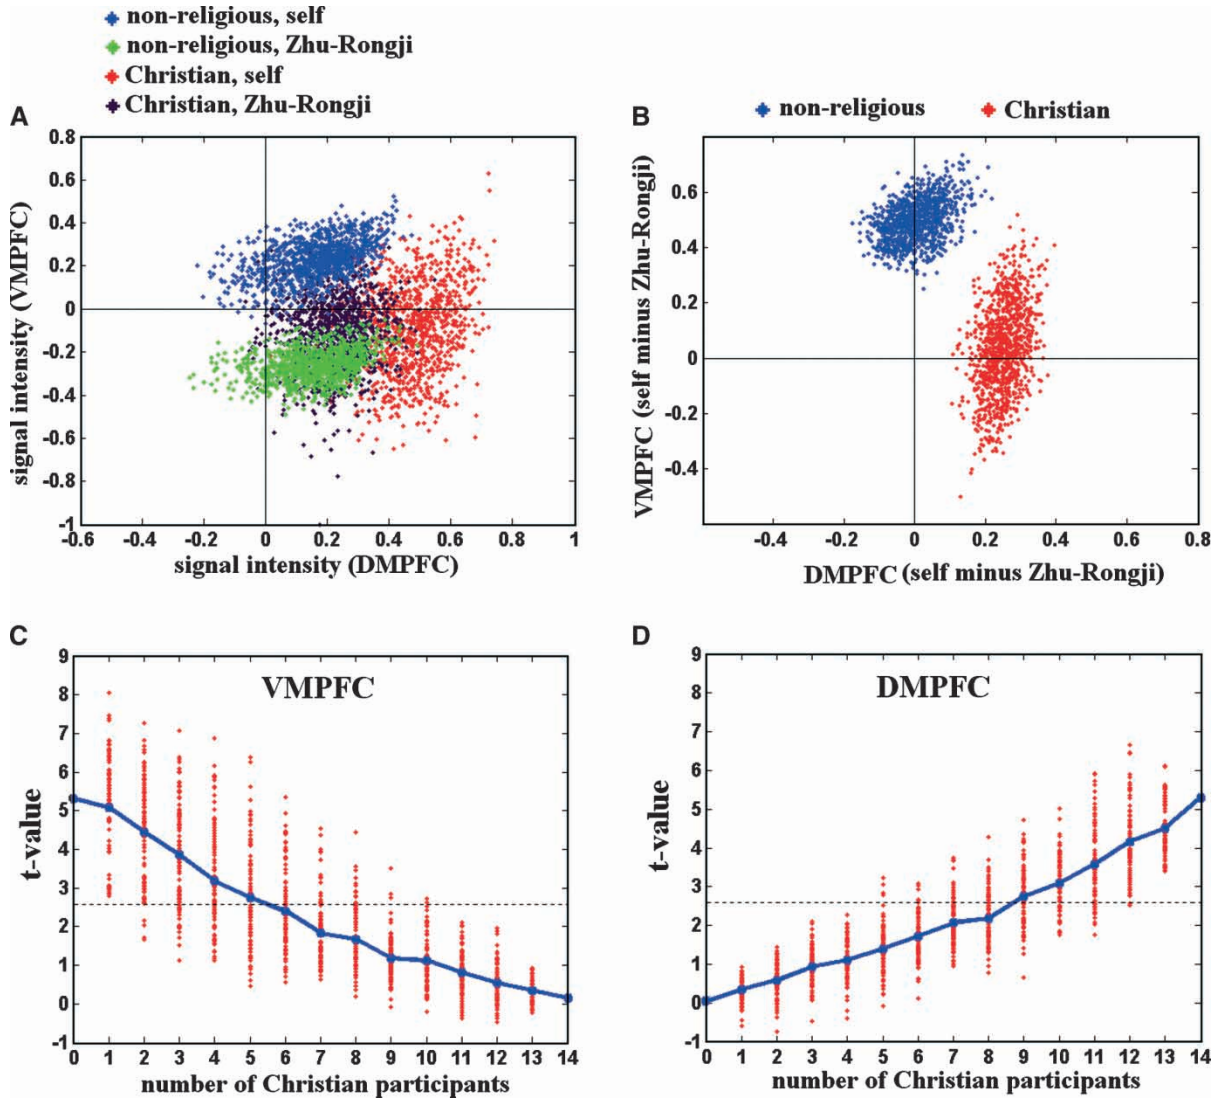 non-religious, self
non-religious, Zhu-Rongji
Christian, self
Christian, Zhu-Rongji
A
0.8
0.6
0.4
0.2
0
-0.2
-0.4
-0.6
-0.8
-1
-0.6 -0.4 -0.2 0 0.2 0.4 0.6 0.8 1
signal intensity (VMPFC)
signal intensity (DMPFC)
B
non-religious Christian
0.6
0.4
0.2
0
-0.2
-0.4
-0.4 -0.2 0 0.2 0.4 0.6 0.8
VMPFC (self minus Zhu-Rongji)
DMPFC (self minus Zhu-Rongji)
C
VMPFC
9
8
7
6
5
4
3
2
1
0
-1
0 1 2 3 4 5 6 7 8 9 10 11 12 13 14
t-value
number of Christian participants
D
DMPFC
9
8
7
6
5
4
3
2
1
0
-1
0 1 2 3 4 5 6 7 8 9 10 11 12 13 14
t-value
number of Christian participants